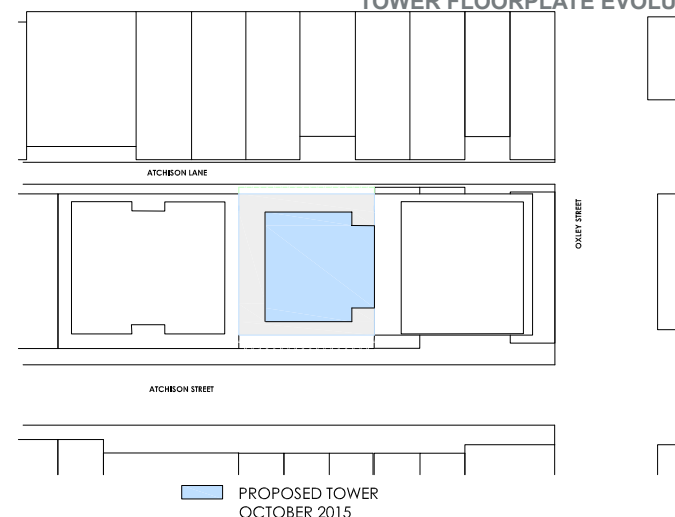 TOWER FLOORPLATE EVOLU
ATCHISON LANE
OXLEY STREET
ATCHISON STREET
PROPOSED TOWER
OCTOBER 2015